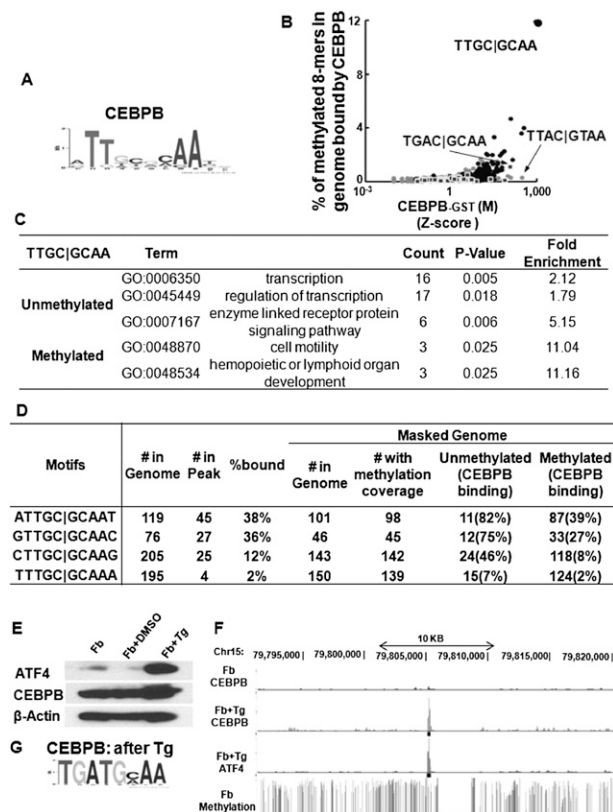 A
CEBPB
B
% of methylated 8-mers in genome bound by CEBPB
12
8
4
0
TTGC|GCAA
TGAC|GCAA
TTAC|GTAA
10-3
1
1,000
CEBPB-GST (M)
(Z-score )
C
TTGC|GCAA Term Count P-Value Fold Enrichment
Unmethylated
GO:0006350 transcription 16 0.005 2.12
GO:0045449 regulation of transcription 17 0.018 1.79
GO:0007167 enzyme linked receptor protein signaling pathway 6 0.006 5.15
Methylated
GO:0048870 cell motility 3 0.025 11.04
GO:0048534 hemopoietic or lymphoid organ development 3 0.025 11.16
D
Masked Genome
Motifs # in Genome # in Peak %bound # in Genome # with methylation coverage Unmethylated (CEBPB binding) Methylated (CEBPB binding)
ATTGC|GCAAT 119 45 38% 101 98 11(82%) 87(39%)
GTTGC|GCAAC 76 27 36% 46 45 12(75%) 33(27%)
CTTGC|GCAAG 205 25 12% 143 142 24(46%) 118(8%)
TTTGC|GCAAA 195 4 2% 150 139 15(7%) 124(2%)
E
Fb
Fb+DMSO
Fb+Tg
ATF4
CEBPB
β-Actin
F
10 KB
Chr15: 79,795,000 79,800,000 79,805,000 79,810,000 79,815,000 79,820,000
Fb
CEBPB
Fb+Tg
CEBPB
Fb+Tg
ATF4
Fb
Methylation
G
CEBPB: after Tg